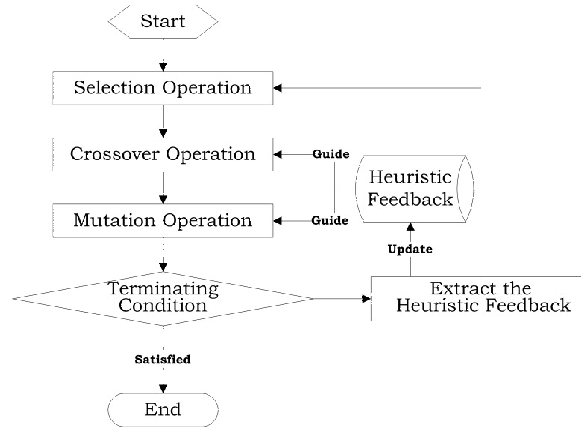 Start
Selection Operation
Crossover Operation
Guide
Heuristic
Feedback
Mutation Operation
Guide
Update
Terminating
Condition
Extract the
Heuristic Feedback
Satisfied
End